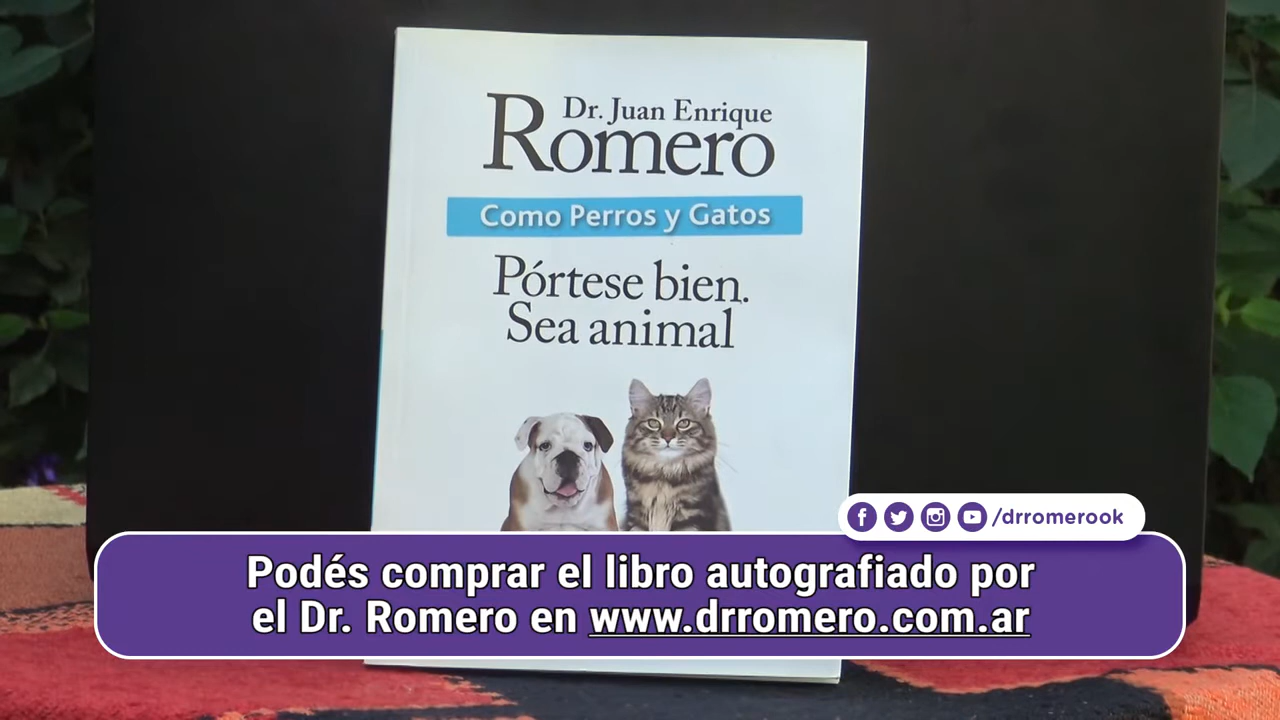 Dr. Juan Enrique
Romero
Como Perros y Gatos
Pórtese bien.
Sea animal
/drromerook
Podés comprar el libro autografiado por
el Dr. Romero en www.drromero.com.ar